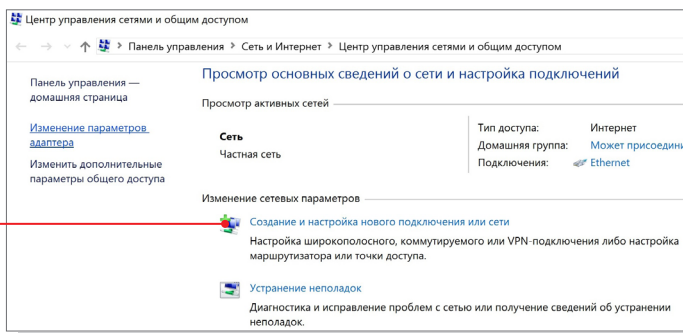 Центр управления сетями и общим доступом
Панель управления > Сеть и Интернет > Центр управления сетями и общим доступом
Панель управления —
домашняя страница
Изменение параметров
адаптера
Изменить дополнительные
параметры общего доступа
Просмотр основных сведений о сети и настройка подключений
Просмотр активных сетей
Сеть
Частная сеть
Тип доступа: Интернет
Домашняя группа: Может присоедини
Подключения: Ethernet
Изменение сетевых параметров
Создание и настройка нового подключения или сети
Настройка широкополосного, коммутируемого или VPN-подключения либо настройка
маршрутизатора или точки доступа.
Устранение неполадок
Диагностика и исправление проблем с сетью или получение сведений об устранении
неполадок.